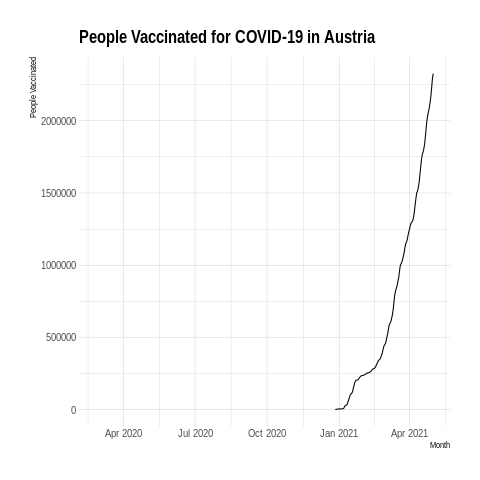 People Vaccinated for COVID-19 in Austria
People Vaccinated
2000000
1500000
1000000
500000
0
Apr 2020 Jul 2020 Oct 2020 Jan 2021 Apr 2021
Month